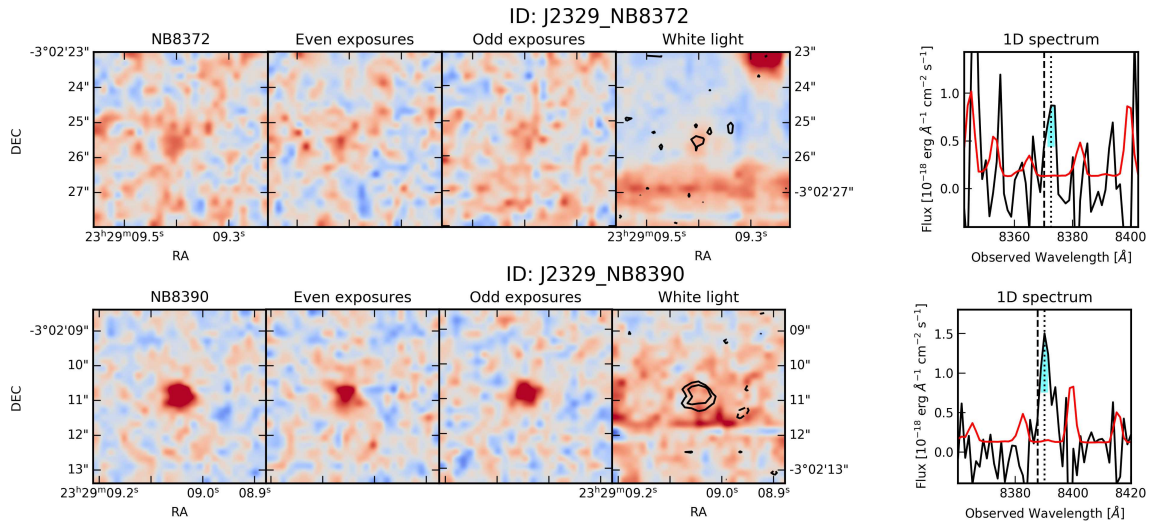 ID: J2329_NB8372
NB8372 Even exposures Odd exposures White light 1D spectrum
-3°02'23" 23"
24" 24"
25" 25"
26" 26"
27" -3°02'27"
DEC
23ʰ29ᵐ09.5ˢ 09.3ˢ 23ʰ29ᵐ09.5ˢ 09.3ˢ
RA RA
Flux [10⁻¹⁸ erg Å⁻¹ cm⁻² s⁻¹]
1.0
0.5
0.0
8360 8380 8400
Observed Wavelength [Å]
ID: J2329_NB8390
NB8390 Even exposures Odd exposures White light 1D spectrum
-3°02'09" 09"
10" 10"
11" 11"
12" 12"
13" -3°02'13"
DEC
23ʰ29ᵐ09.2ˢ 09.0ˢ 08.9ˢ 23ʰ29ᵐ09.2ˢ 09.0ˢ 08.9ˢ
RA RA
Flux [10⁻¹⁸ erg Å⁻¹ cm⁻² s⁻¹]
1.5
1.0
0.5
0.0
8380 8400 8420
Observed Wavelength [Å]